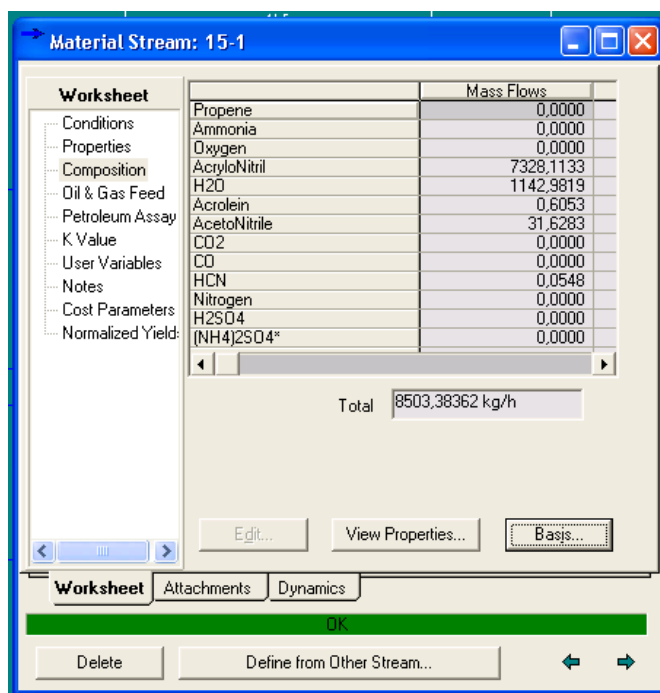 Material Stream: 15-1
Worksheet
Conditions
Properties
Composition
Oil & Gas Feed
Petroleum Assay
K Value
User Variables
Notes
Cost Parameters
Normalized Yields
Mass Flows
Propene 0,0000
Ammonia 0,0000
Oxygen 0,0000
AcryloNitril 7328,1133
H2O 1142,9819
Acrolein 0,6053
AcetoNitrile 31,6283
CO2 0,0000
CO 0,0000
HCN 0,0548
Nitrogen 0,0000
H2SO4 0,0000
(NH4)2SO4* 0,0000
Total 8503,38362 kg/h
Edit... View Properties... Basis...
Worksheet Attachments Dynamics
OK
Delete Define from Other Stream...